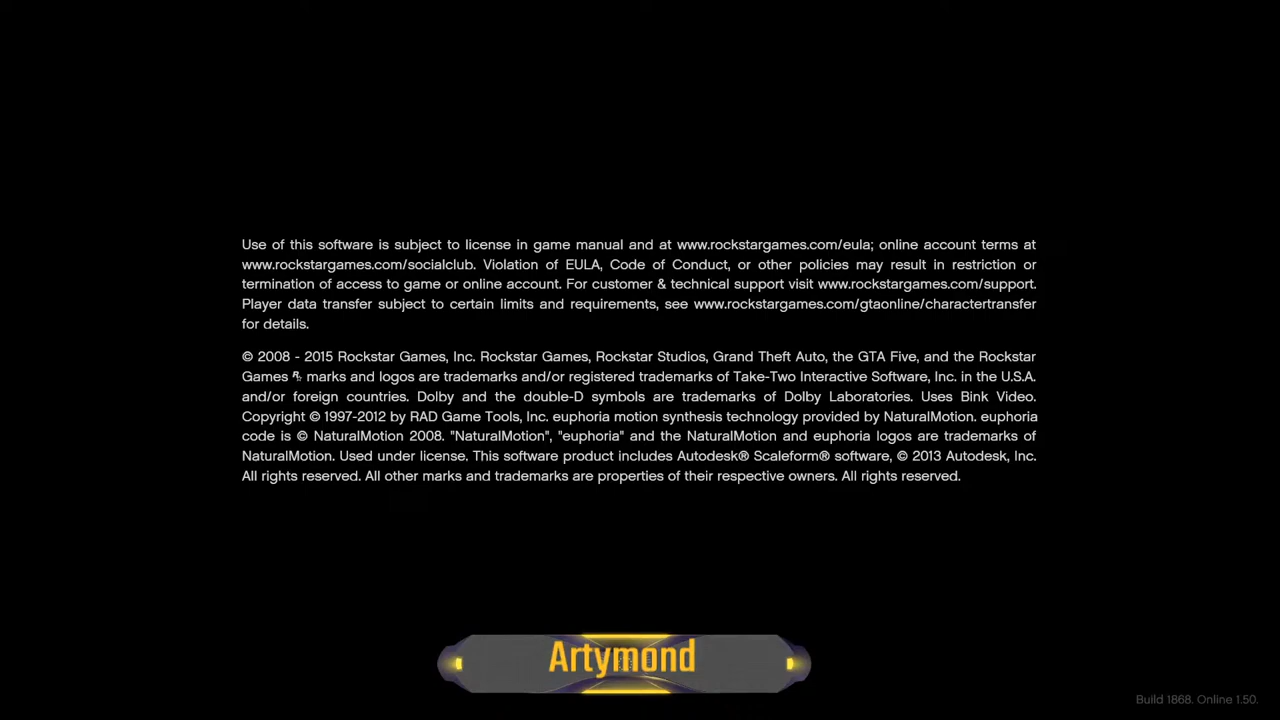 Use of this software is subject to license in game manual and at www.rockstargames.com/eula; online account terms at
www.rockstargames.com/socialclub. Violation of EULA, Code of Conduct, or other policies may result in restriction or
termination of access to game or online account. For customer & technical support visit www.rockstargames.com/support.
Player data transfer subject to certain limits and requirements, see www.rockstargames.com/gtaonline/charactertransfer
for details.
© 2008 - 2015 Rockstar Games, Inc. Rockstar Games, Rockstar Studios, Grand Theft Auto, the GTA Five, and the Rockstar
Games R* marks and logos are trademarks and/or registered trademarks of Take-Two Interactive Software, Inc. in the U.S.A.
and/or foreign countries. Dolby and the double-D symbols are trademarks of Dolby Laboratories. Uses Bink Video.
Copyright © 1997-2012 by RAD Game Tools, Inc. euphoria motion synthesis technology provided by NaturalMotion. euphoria
code is © NaturalMotion 2008. "NaturalMotion", "euphoria" and the NaturalMotion and euphoria logos are trademarks of
NaturalMotion. Used under license. This software product includes Autodesk® Scaleform® software, © 2013 Autodesk, Inc.
All rights reserved. All other marks and trademarks are properties of their respective owners. All rights reserved.
Artymond
Build 1868. Online 1.50.